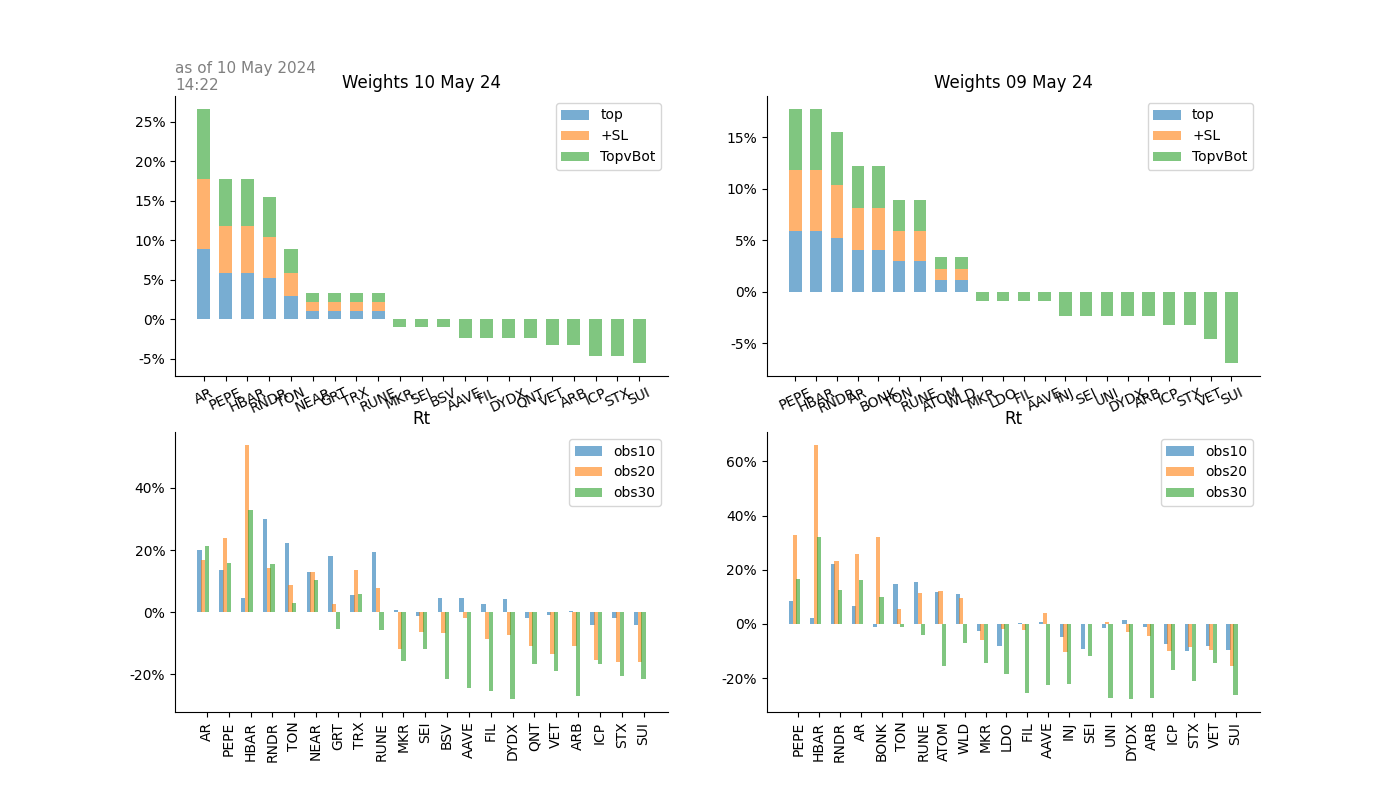 as of 10 May 2024
14:22
Weights 10 May 24
25%
20%
15%
10%
5%
0%
-5%
top
+SL
TopvBot
AR PEPE HBAR RNDR TON NEAR GRT TRX RUNE MKR SEI BSV AAVE FIL DYDX QNT VET ARB ICP STX SUI
Weights 09 May 24
15%
10%
5%
0%
-5%
top
+SL
TopvBot
PEPE HBAR RNDR AR BONK TON RUNE ATOM WLD MKR LDO FIL AAVE INJ SEI UNI DYDX ARB ICP STX VET SUI
Rt
40%
20%
0%
-20%
obs10
obs20
obs30
AR PEPE HBAR RNDR TON NEAR GRT TRX RUNE MKR SEI BSV AAVE FIL DYDX QNT VET ARB ICP STX SUI
Rt
60%
40%
20%
0%
-20%
obs10
obs20
obs30
PEPE HBAR RNDR AR BONK TON RUNE ATOM WLD MKR LDO FIL AAVE INJ SEI UNI DYDX ARB ICP STX VET SUI